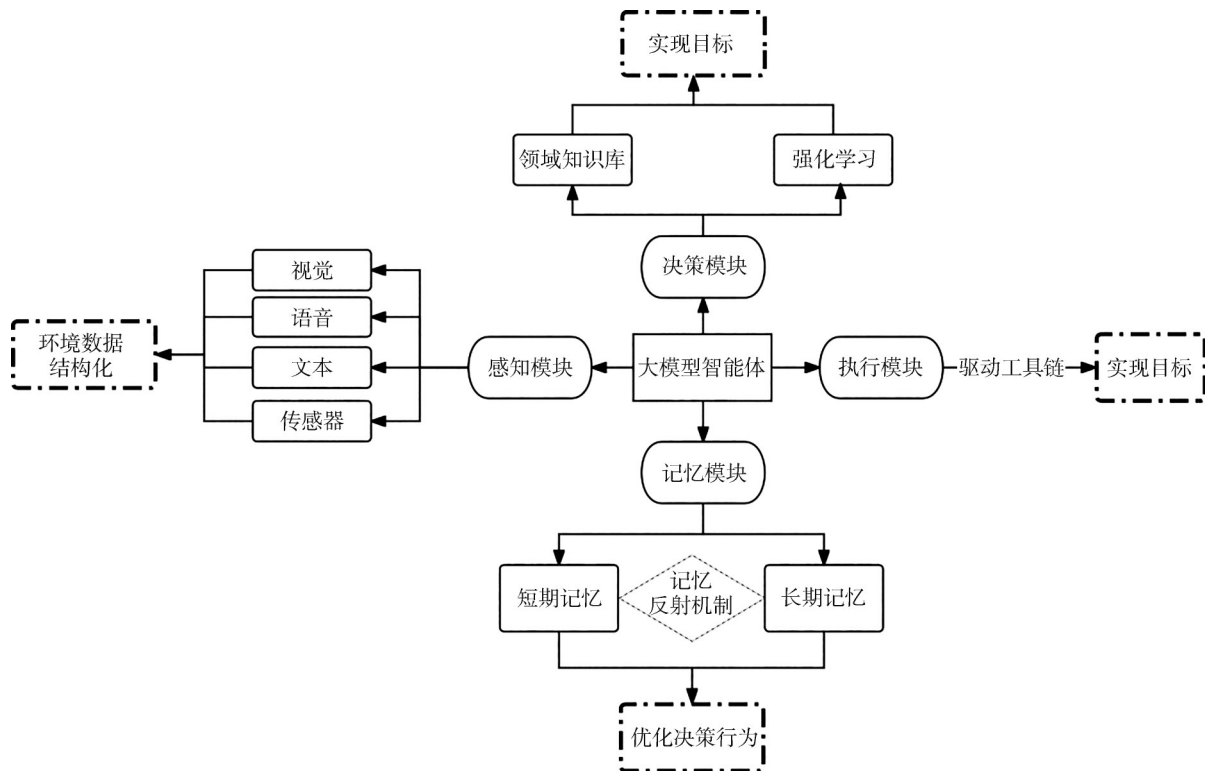 实现目标
领域知识库
强化学习
决策模块
视觉
语音
文本
传感器
环境数据
结构化
感知模块
大模型智能体
执行模块
驱动工具链
实现目标
记忆模块
短期记忆
记忆
反射机制
长期记忆
优化决策行为